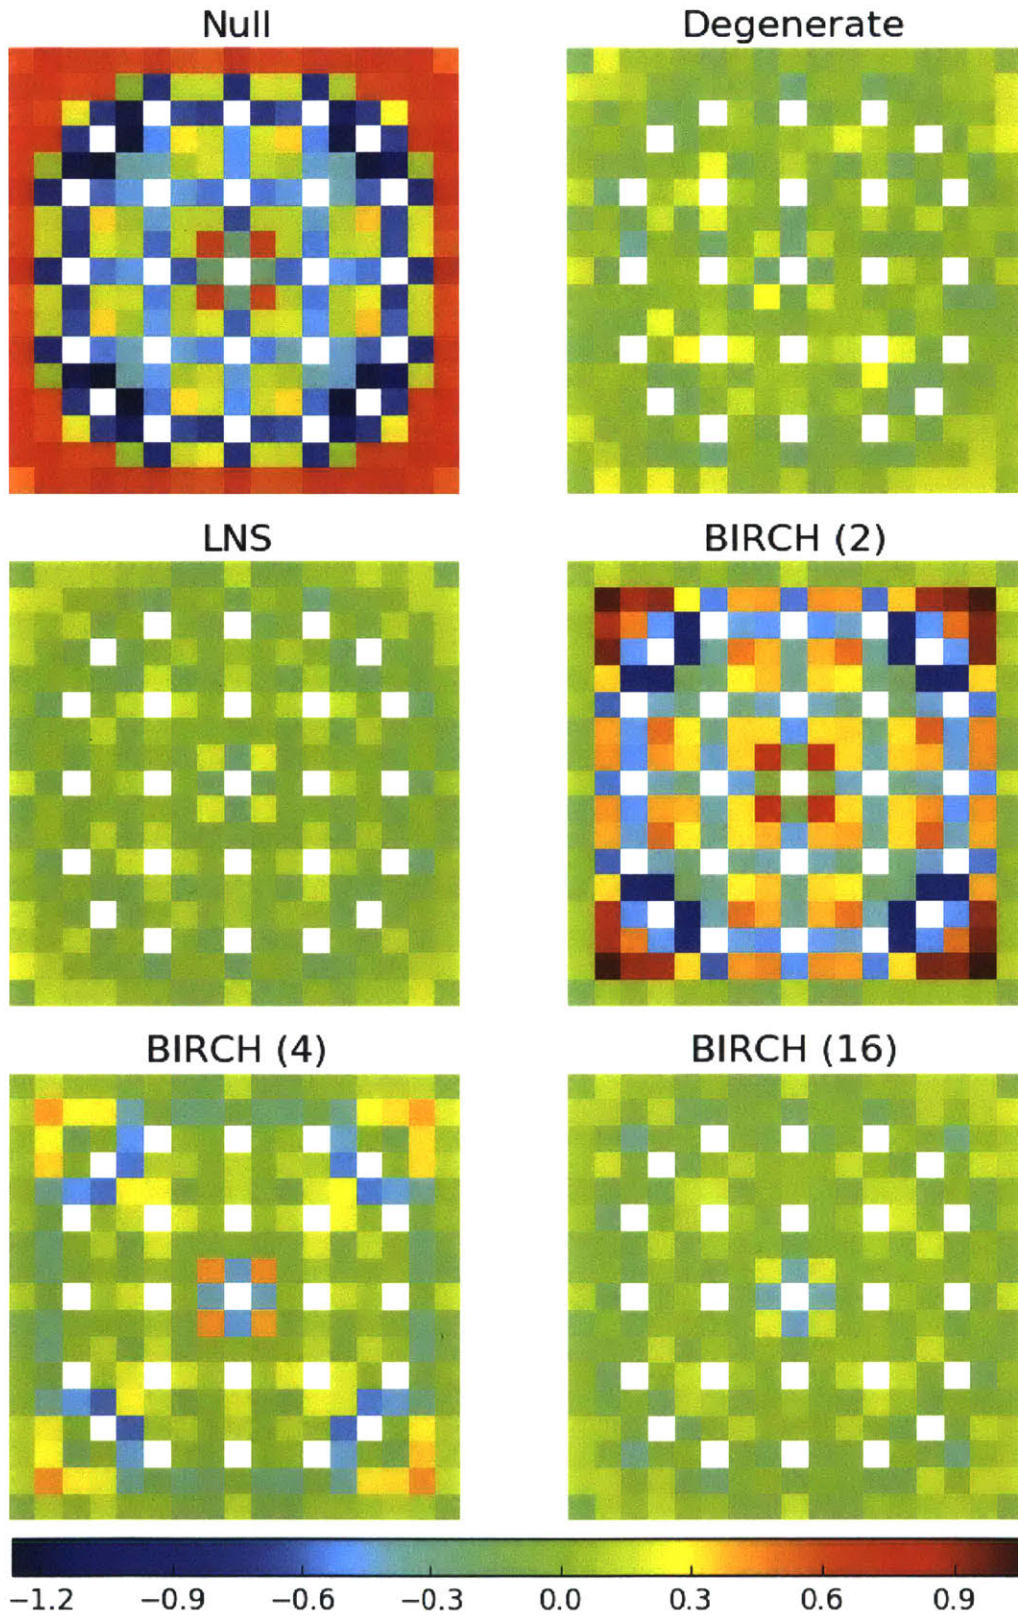 Null Degenerate
LNS BIRCH (2)
BIRCH (4) BIRCH (16)
−1.2 −0.9 −0.6 −0.3 0.0 0.3 0.6 0.9